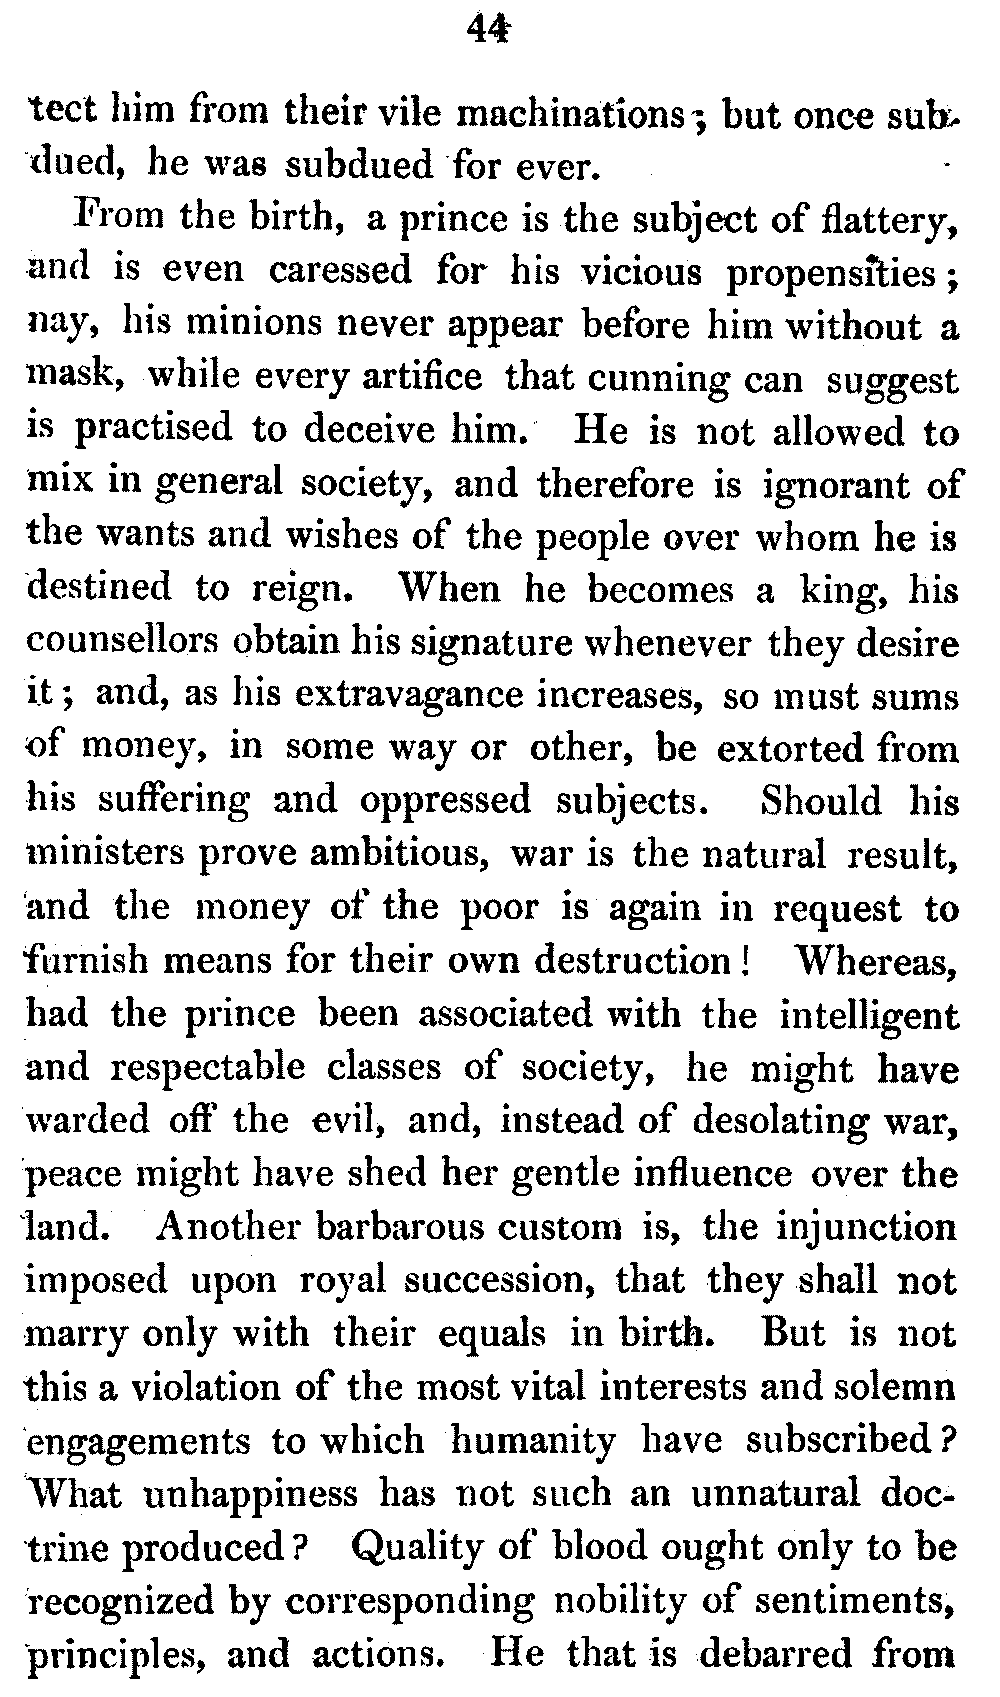 44
tect him from their vile machinations; but once sub-
dued, he was subdued for ever.
From the birth, a prince is the subject of flattery,
and is even caressed for his vicious propensities;
nay, his minions never appear before him without a
mask, while every artifice that cunning can suggest
is practised to deceive him. He is not allowed to
mix in general society, and therefore is ignorant of
the wants and wishes of the people over whom he is
destined to reign. When he becomes a king, his
counsellors obtain his signature whenever they desire
it; and, as his extravagance increases, so must sums
of money, in some way or other, be extorted from
his suffering and oppressed subjects. Should his
ministers prove ambitious, war is the natural result,
and the money of the poor is again in request to
furnish means for their own destruction! Whereas,
had the prince been associated with the intelligent
and respectable classes of society, he might have
warded off the evil, and, instead of desolating war,
peace might have shed her gentle influence over the
land. Another barbarous custom is, the injunction
imposed upon royal succession, that they shall not
marry only with their equals in birth. But is not
this a violation of the most vital interests and solemn
engagements to which humanity have subscribed?
What unhappiness has not such an unnatural doc-
trine produced? Quality of blood ought only to be
recognized by corresponding nobility of sentiments,
principles, and actions. He that is debarred from